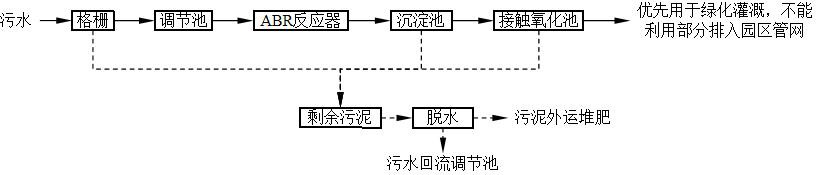 污水
格栅
调节池
ABR反应器
沉淀池
接触氧化池
优先用于绿化灌溉，不能
利用部分排入园区管网
剩余污泥
脱水
污泥外运堆肥
污水回流调节池